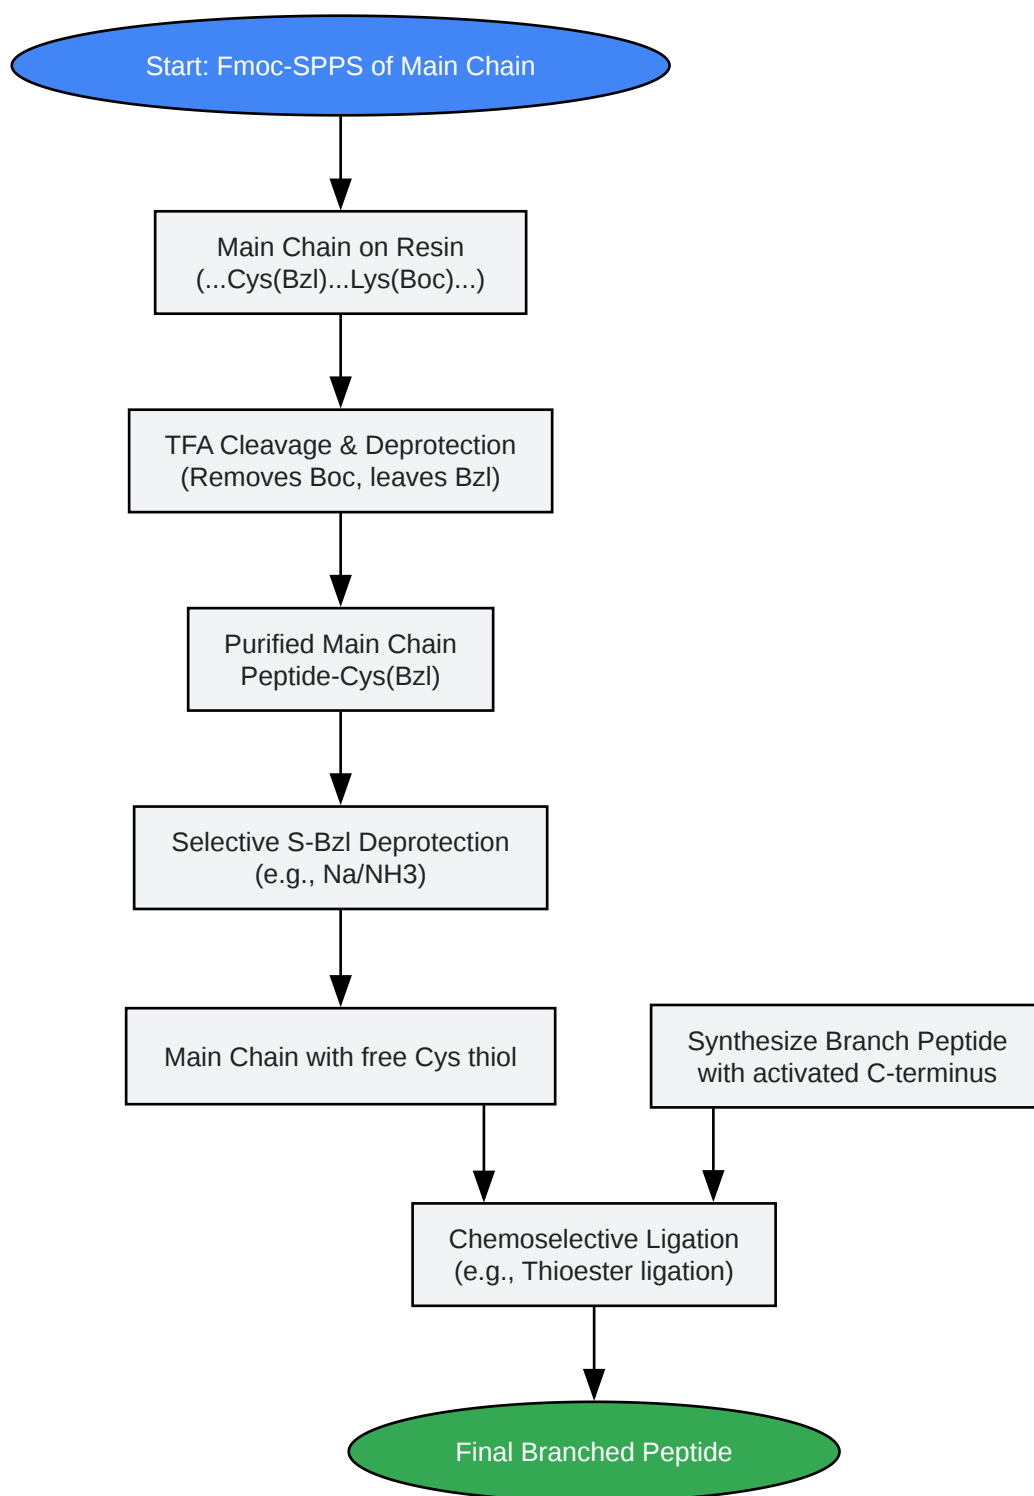 Start: Fmoc-SPPS of Main Chain
Main Chain on Resin
(...Cys(Bzl)...Lys(Boc)...)
TFA Cleavage & Deprotection
(Removes Boc, leaves Bzl)
Purified Main Chain
Peptide-Cys(Bzl)
Selective S-Bzl Deprotection
(e.g., Na/NH3)
Main Chain with free Cys thiol
Synthesize Branch Peptide
with activated C-terminus
Chemoselective Ligation
(e.g., Thioester ligation)
Final Branched Peptide